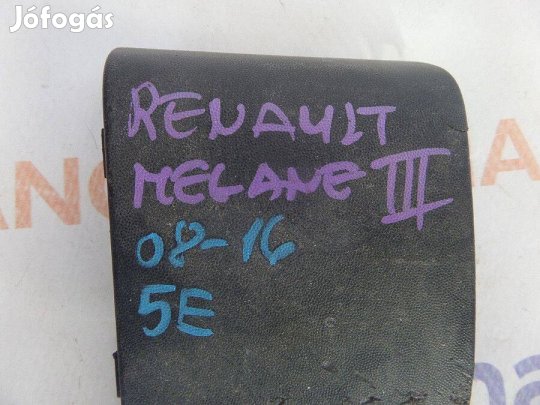 Jófogás
RENAULT
MEGANE III
08-16
5E